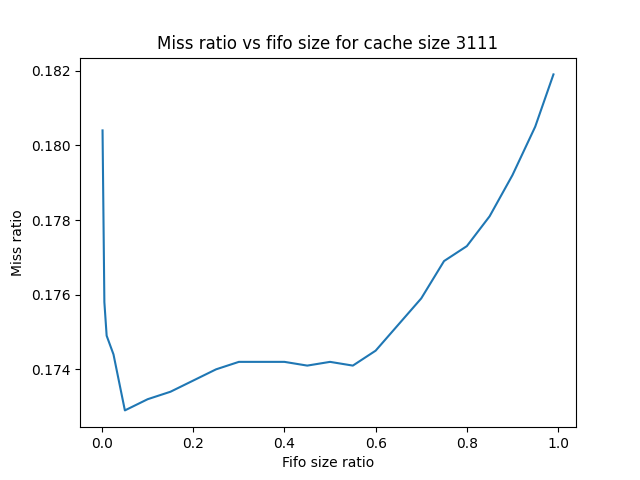 Miss ratio vs fifo size for cache size 3111
0.182
0.180
0.178
0.176
0.174
Miss ratio
0.0 0.2 0.4 0.6 0.8 1.0
Fifo size ratio